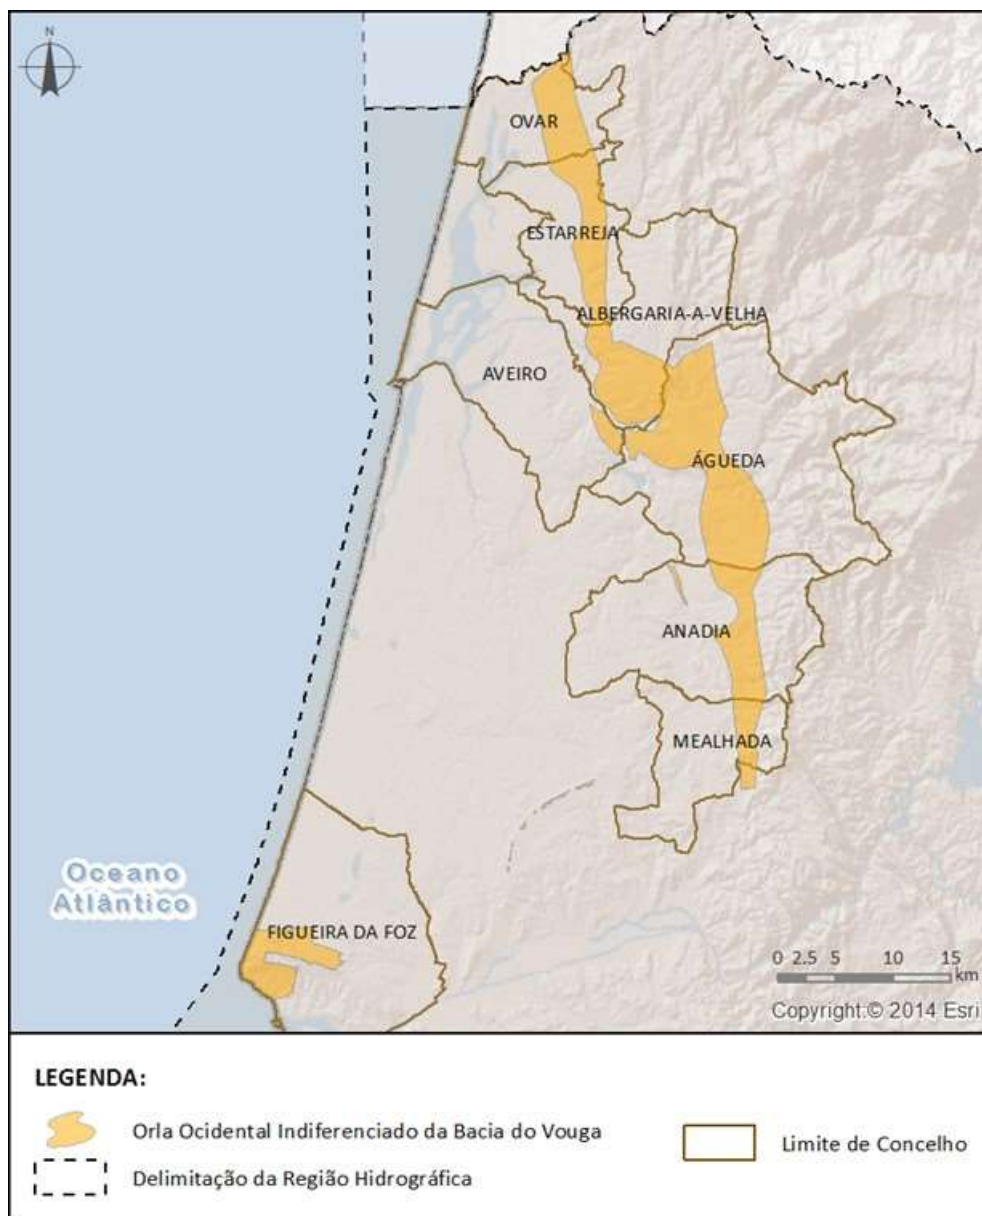 N
OVAR
ESTARREJA
ALBERGARIA-A-VELHA
AVEIRO
ÁGUEDA
ANADIA
MEALHADA
Oceano
Atlântico
FIGUEIRA DA FOZ
0 2.5 5 10 15
km
Copyright:© 2014 Esri
LEGENDA:
Orla Ocidental Indiferenciado da Bacia do Vouga
Limite de Concelho
Delimitação da Região Hidrográfica